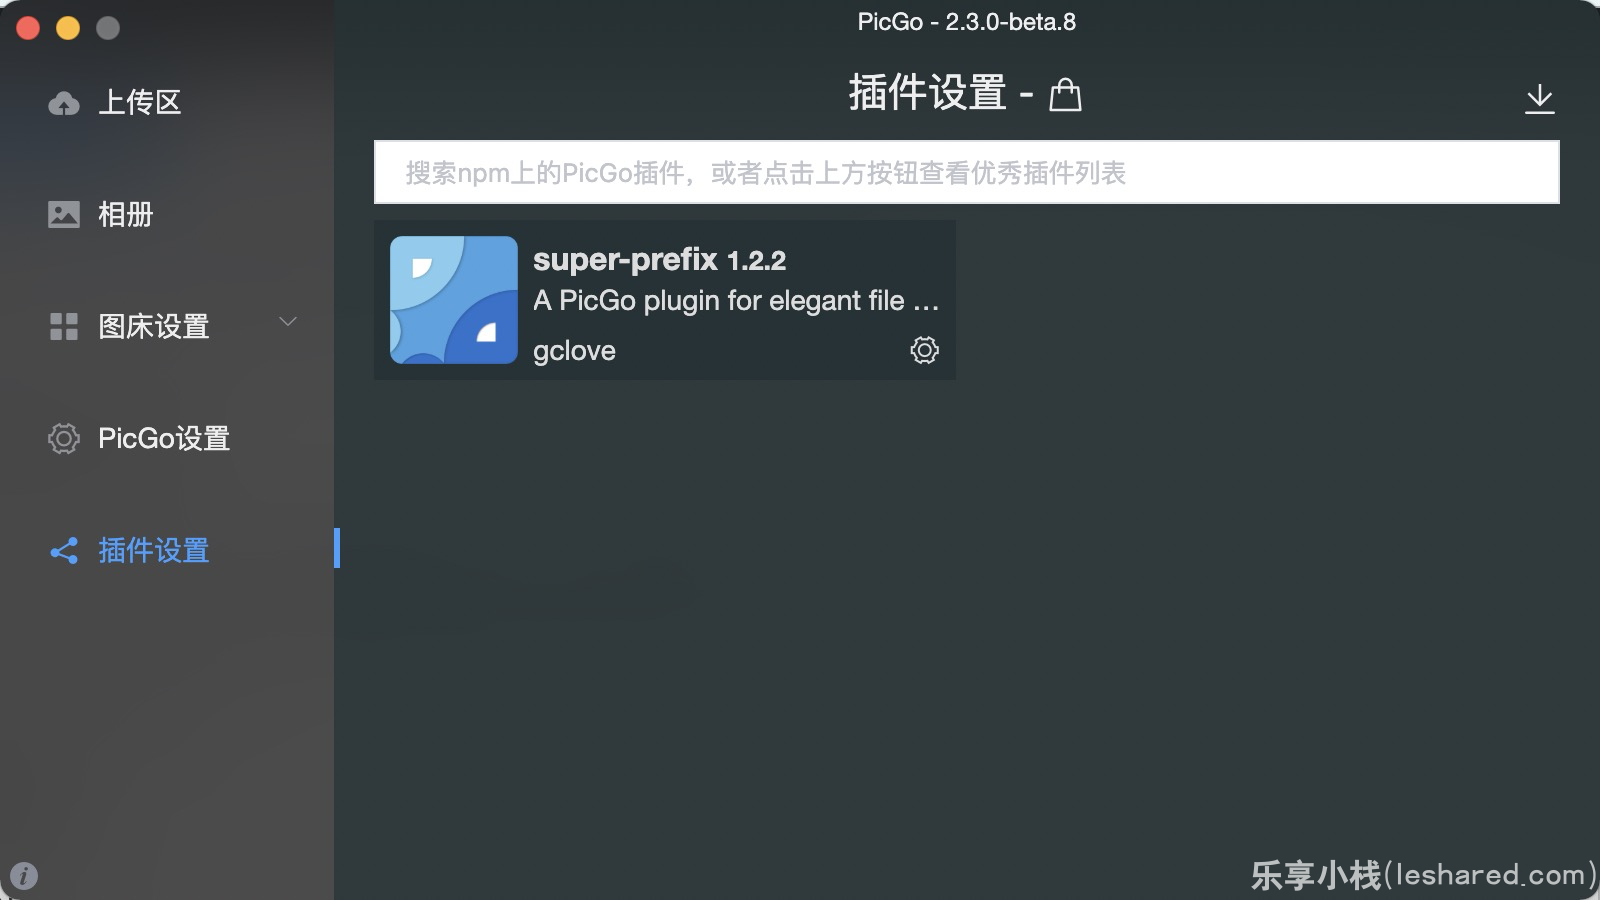 PicGo - 2.3.0-beta.8
上传区
相册
图床设置
PicGo设置
插件设置
插件设置 -
搜索npm上的PicGo插件，或者点击上方按钮查看优秀插件列表
super-prefix 1.2.2
A PicGo plugin for elegant file ...
gclove
乐享小栈(leshared.com)